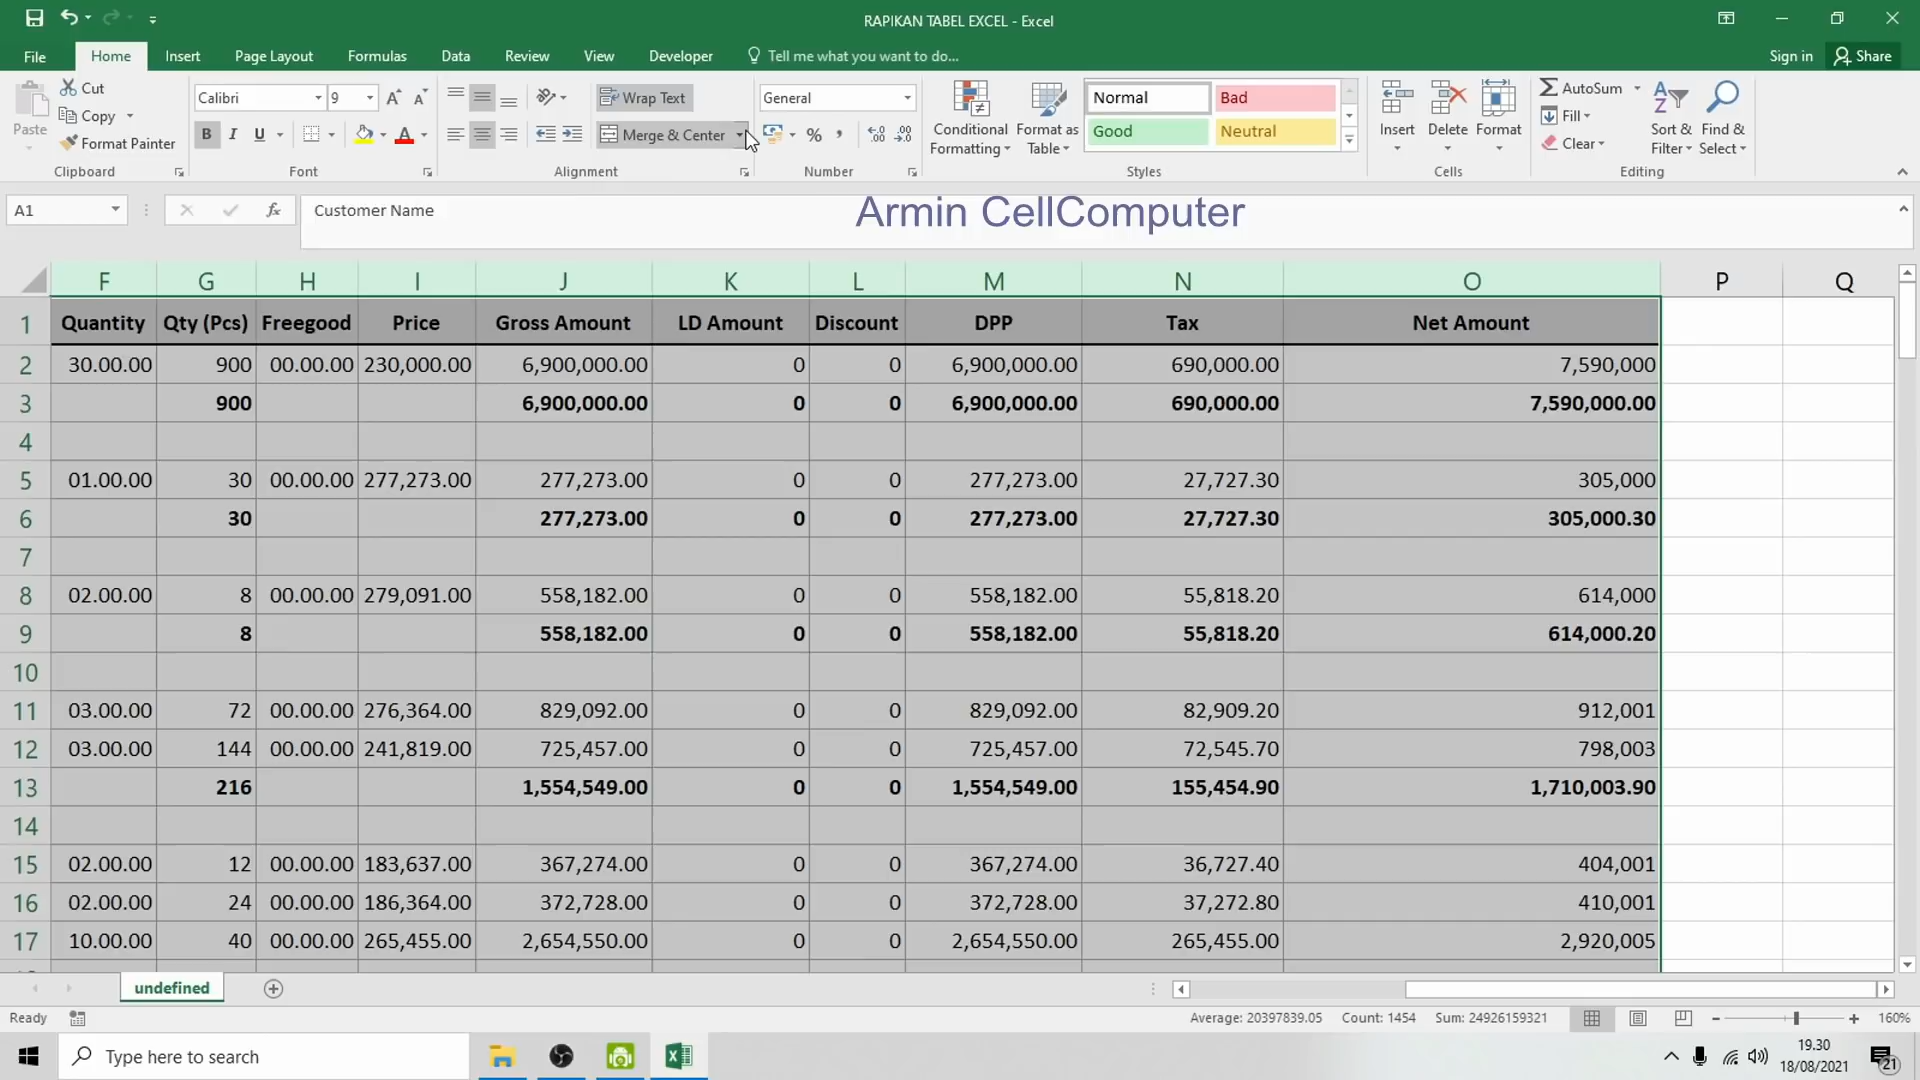 RAPIKAN TABEL EXCEL - Excel
File Home Insert Page Layout Formulas Data Review View Developer Tell me what you want to do... Sign in Share
Paste Cut Copy Format Painter Clipboard
Calibri 9 B I U A Font
Wrap Text Merge & Center Alignment
General % Number
Conditional Formatting Format as Table
Normal Bad Good Neutral Styles
Insert Delete Format Cells
AutoSum Fill Clear Sort & Filter Find & Select Editing
A1 fx Customer Name
Armin CellComputer
F G H I J K L M N O P Q
1 Quantity Qty (Pcs) Freegood Price Gross Amount LD Amount Discount DPP Tax Net Amount
2 30.00.00 900 00.00.00 230,000.00 6,900,000.00 0 0 6,900,000.00 690,000.00 7,590,000
3 900 6,900,000.00 0 0 6,900,000.00 690,000.00 7,590,000.00
4
5 01.00.00 30 00.00.00 277,273.00 277,273.00 0 0 277,273.00 27,727.30 305,000
6 30 277,273.00 0 0 277,273.00 27,727.30 305,000.30
7
8 02.00.00 8 00.00.00 279,091.00 558,182.00 0 0 558,182.00 55,818.20 614,000
9 8 558,182.00 0 0 558,182.00 55,818.20 614,000.20
10
11 03.00.00 72 00.00.00 276,364.00 829,092.00 0 0 829,092.00 82,909.20 912,001
12 03.00.00 144 00.00.00 241,819.00 725,457.00 0 0 725,457.00 72,545.70 798,003
13 216 1,554,549.00 0 0 1,554,549.00 155,454.90 1,710,003.90
14
15 02.00.00 12 00.00.00 183,637.00 367,274.00 0 0 367,274.00 36,727.40 404,001
16 02.00.00 24 00.00.00 186,364.00 372,728.00 0 0 372,728.00 37,272.80 410,001
17 10.00.00 40 00.00.00 265,455.00 2,654,550.00 0 0 2,654,550.00 265,455.00 2,920,005
undefined
Ready Average: 20397839.05 Count: 1454 Sum: 24926159321 160%
Type here to search
19.30
18/08/2021
21